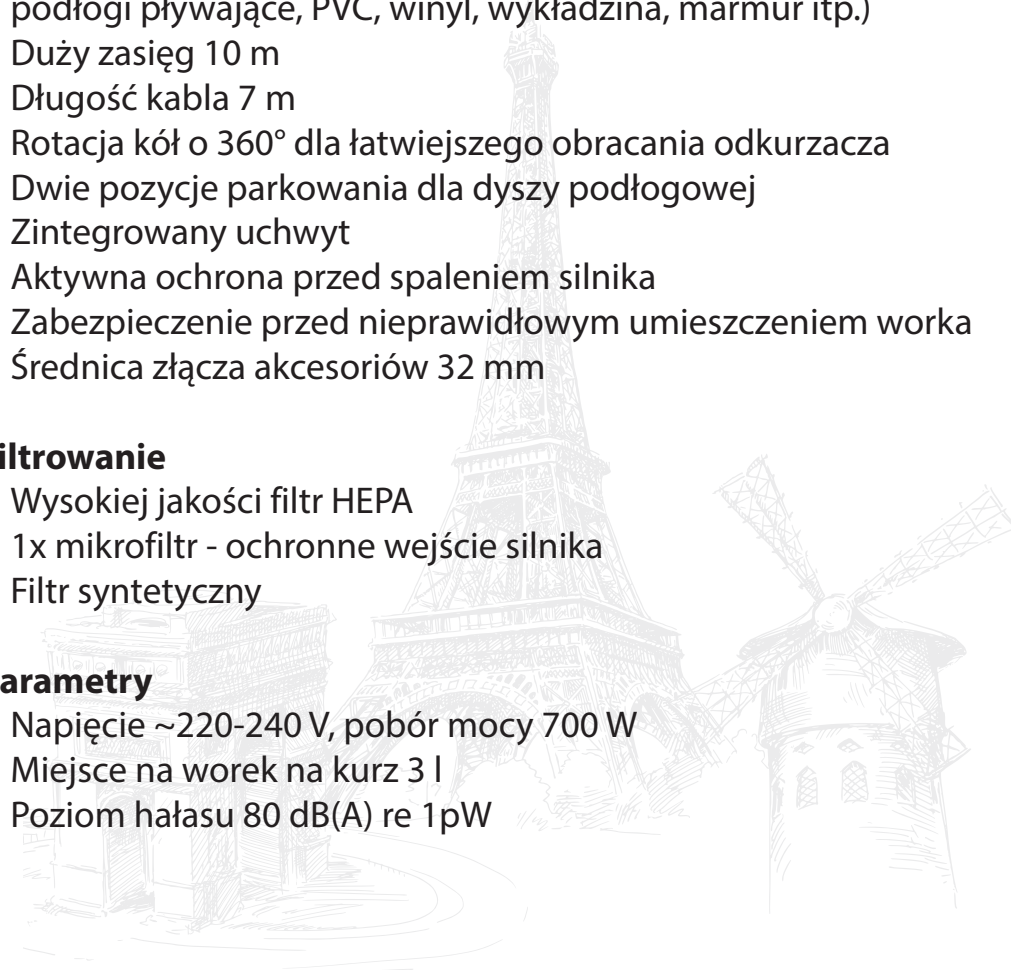 podłogi pływające, PVC, winyl, wykładzina, marmur itp.)
Duży zasięg 10 m
Długość kabla 7 m
Rotacja kół o 360° dla łatwiejszego obracania odkurzacza
Dwie pozycje parkowania dla dyszy podłogowej
Zintegrowany uchwyt
Aktywna ochrona przed spaleniem silnika
Zabezpieczenie przed nieprawidłowym umieszczeniem worka
Średnica złącza akcesoriów 32 mm
iltrowanie
Wysokiej jakości filtr HEPA
1x mikrofiltr - ochronne wejście silnika
Filtr syntetyczny
arametry
Napięcie ~220-240 V, pobór mocy 700 W
Miejsce na worek na kurz 3 l
Poziom hałasu 80 dB(A) re 1pW